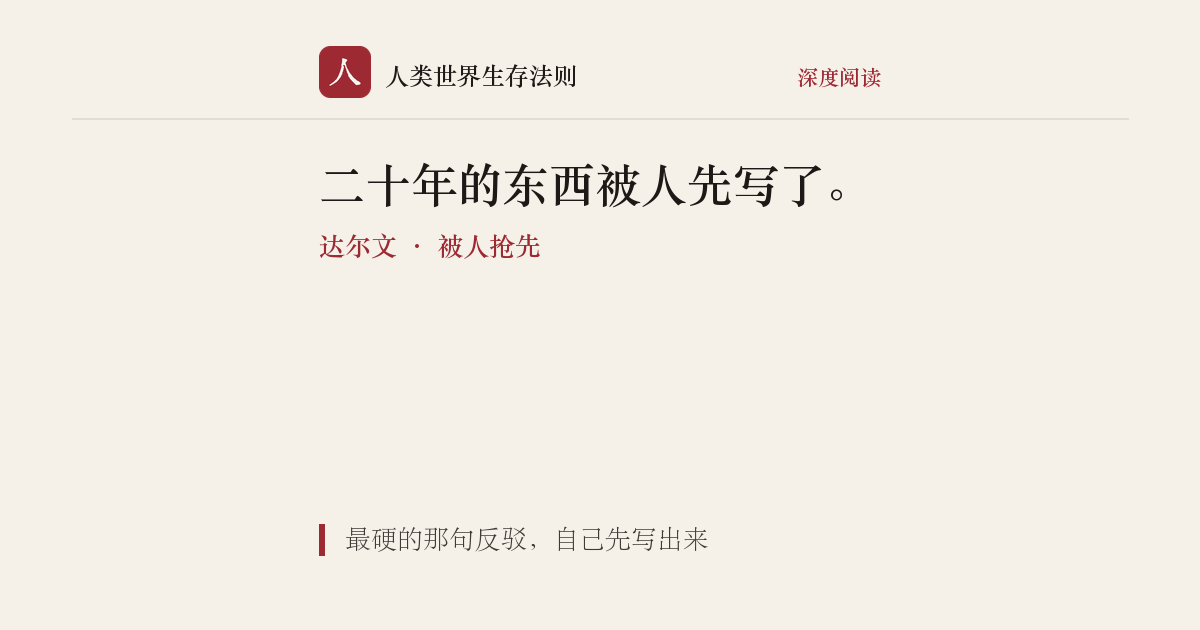 人
人类世界生存法则
深度阅读
二十年的东西被人先写了。
达尔文 · 被人抢先
最硬的那句反驳，自己先写出来